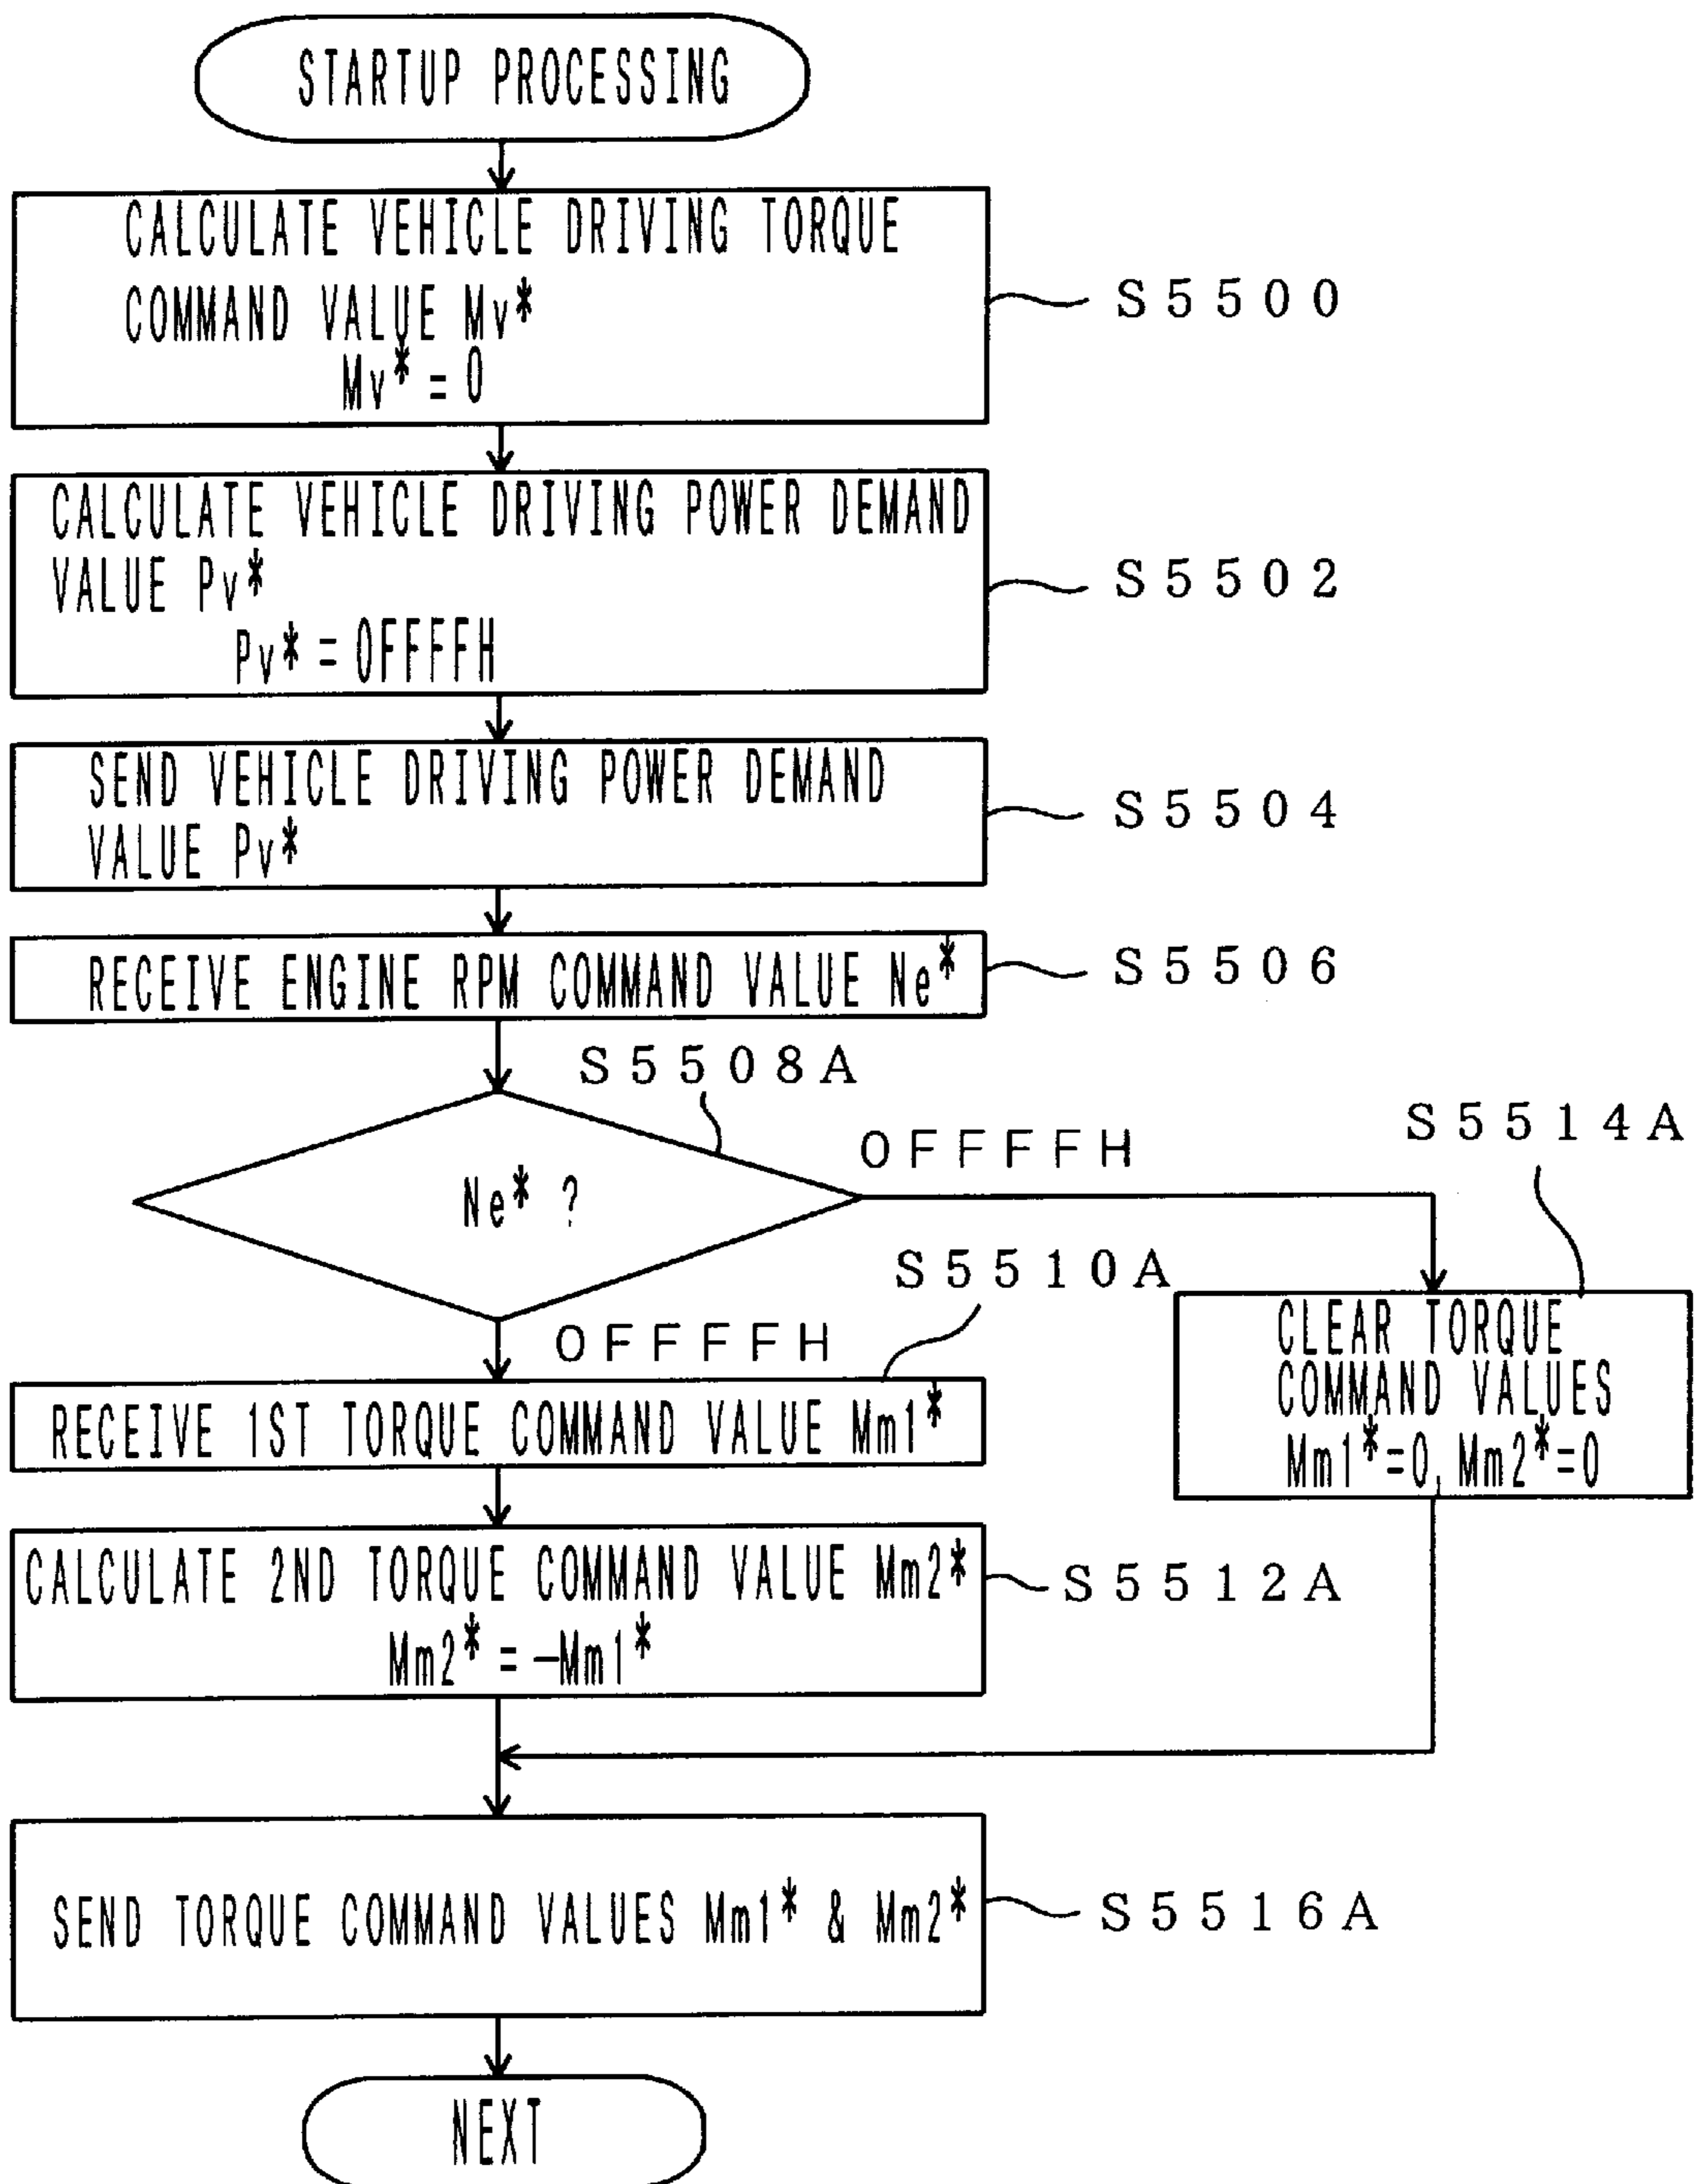 STARTUP PROCESSING
CALCULATE VEHICLE DRIVING TORQUE
COMMAND VALUE Mv*
Mv* = 0
S5500
CALCULATE VEHICLE DRIVING POWER DEMAND
VALUE Pv*
Pv* = 0FFFFH
S5502
SEND VEHICLE DRIVING POWER DEMAND
VALUE Pv*
S5504
RECEIVE ENGINE RPM COMMAND VALUE Ne*
S5506
S5508A
Ne* ?
0FFFFH
S5514A
CLEAR TORQUE
COMMAND VALUES
Mm1*=0, Mm2*=0
0FFFFH
S5510A
RECEIVE 1ST TORQUE COMMAND VALUE Mm1*
CALCULATE 2ND TORQUE COMMAND VALUE Mm2*
Mm2* = -Mm1*
S5512A
SEND TORQUE COMMAND VALUES Mm1* & Mm2*
S5516A
NEXT